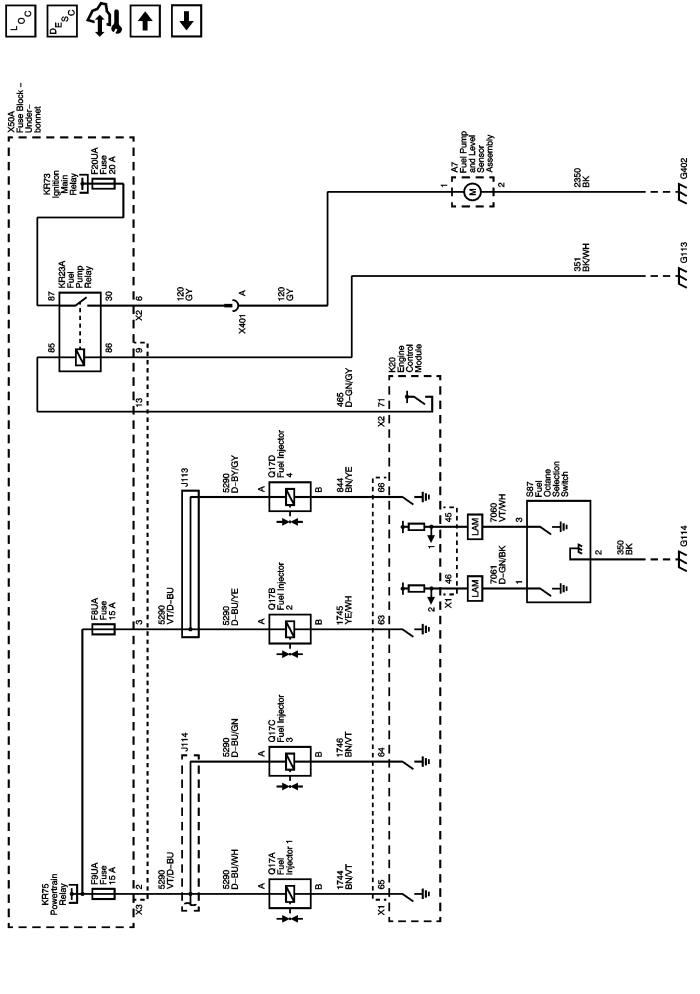 LOC
DESC
X50A
Fuse Block –
Under–
bonnet
KR73
Ignition
Main
Relay
F20UA
Fuse
20 A
KR23A
Fuel
Pump
Relay
87
30
85
86
6
X2
9
13
120
GY
X401
A
120
GY
A7
Fuel Pump
and Level
Sensor
Assembly
1
M
2
2350
BK
G402
351
BK/WH
G113
465
D–GN/GY
X2
71
K20
Engine
Control
Module
KR75
Powertrain
Relay
F9UA
Fuse
15 A
F8UA
Fuse
15 A
X3
2
3
5290
VT/D–BU
5290
VT/D–BU
J114
J113
5290
D–BU/WH
5290
D–BU/GN
5290
D–BU/YE
5290
D–BY/GY
A
Q17A
Fuel
Injector 1
B
A
Q17C
Fuel Injector
3
B
A
Q17B
Fuel Injector
2
B
A
Q17D
Fuel Injector
4
B
1744
BN/VT
1746
BN/VT
1745
YE/WH
844
BN/YE
X1
65
64
63
66
2
1
X1
46
45
LAM
LAM
7061
D–GN/BK
7060
VT/WH
1
3
S87
Fuel
Octane
Selection
Switch
2
350
BK
G114